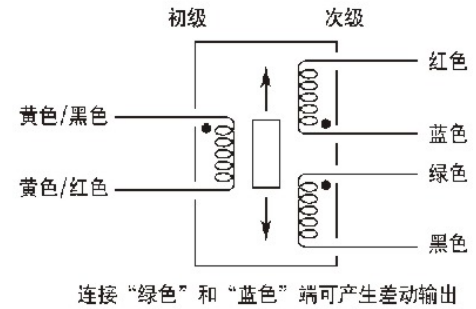 初级 次级
红色
黄色/黑色
蓝色
绿色
黄色/红色
黑色
连接“绿色”和“蓝色”端可产生差动输出